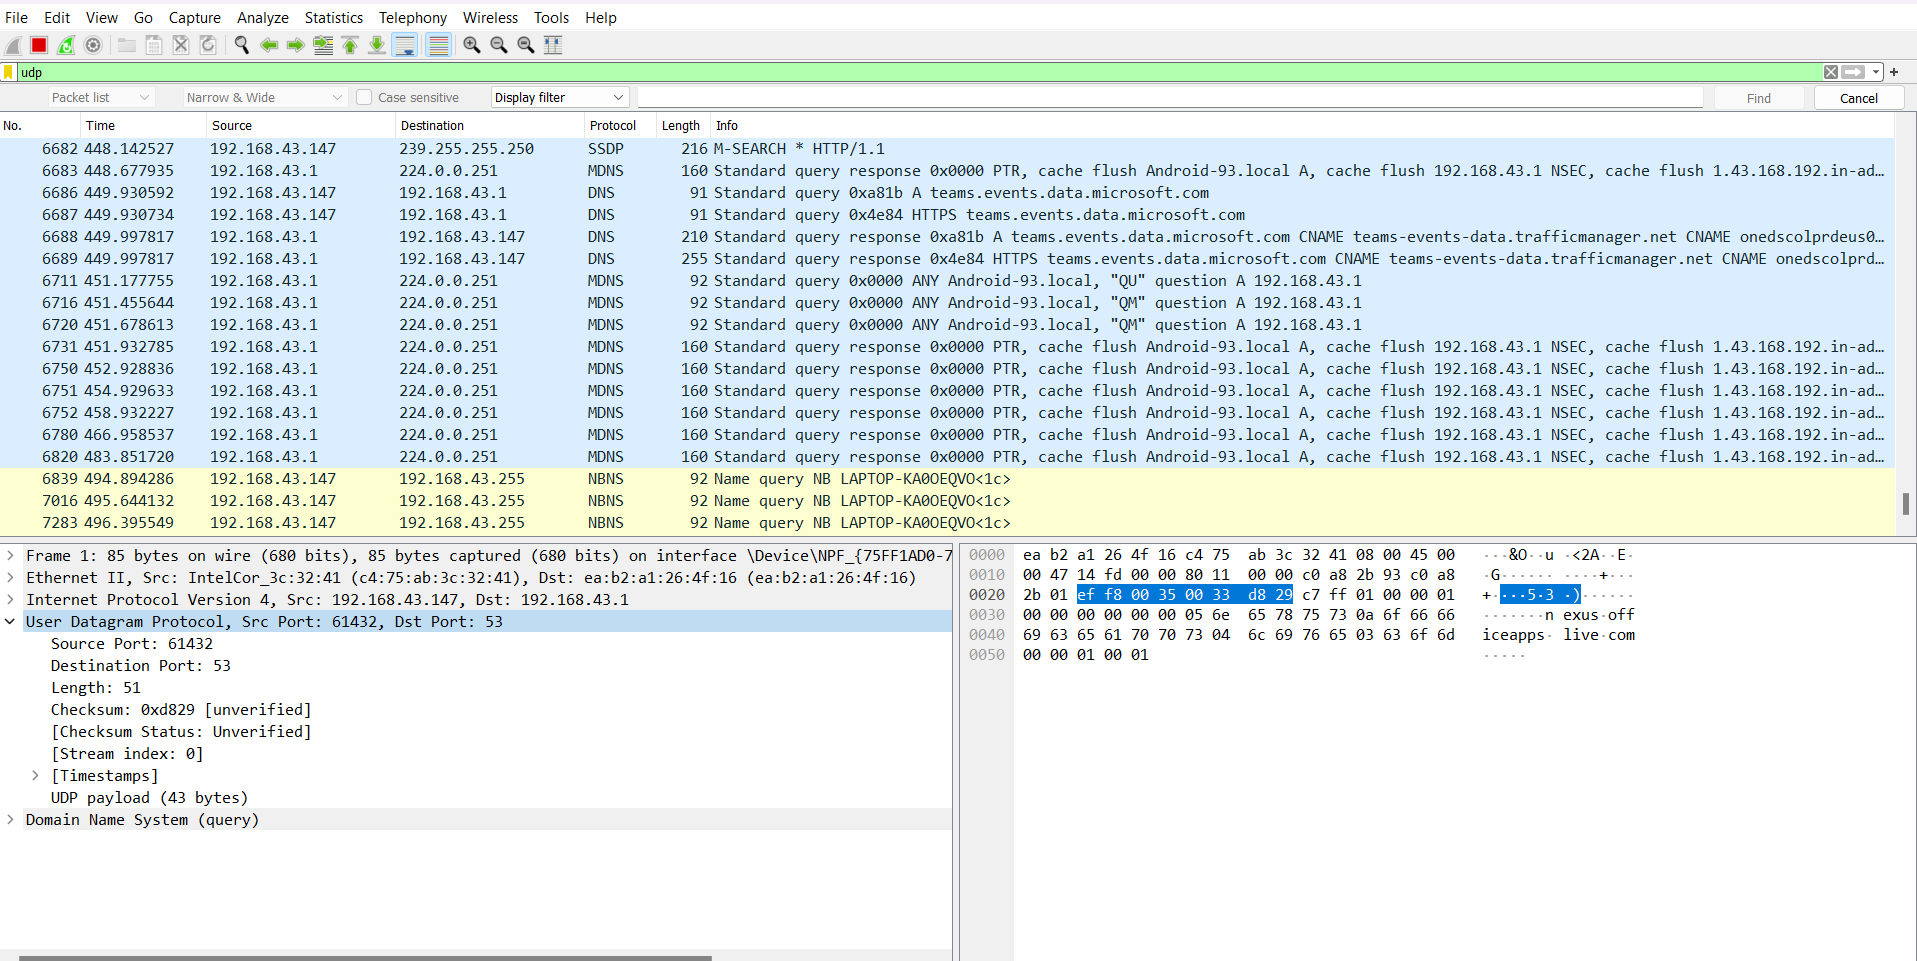 File Edit View Go Capture Analyze Statistics Telephony Wireless Tools Help
udp
Packet list Narrow & Wide Case sensitive Display filter Find Cancel
No. Time Source Destination Protocol Length Info
6682 448.142527 192.168.43.147 239.255.255.250 SSDP 216 M-SEARCH * HTTP/1.1
6683 448.677935 192.168.43.1 224.0.0.251 MDNS 160 Standard query response 0x0000 PTR, cache flush Android-93.local A, cache flush 192.168.43.1 NSEC, cache flush 1.43.168.192.in-ad…
6686 449.930592 192.168.43.147 192.168.43.1 DNS 91 Standard query 0xa81b A teams.events.data.microsoft.com
6687 449.930734 192.168.43.147 192.168.43.1 DNS 91 Standard query 0x4e84 HTTPS teams.events.data.microsoft.com
6688 449.997817 192.168.43.1 192.168.43.147 DNS 210 Standard query response 0xa81b A teams.events.data.microsoft.com CNAME teams-events-data.trafficmanager.net CNAME onedscolprdeus0…
6689 449.997817 192.168.43.1 192.168.43.147 DNS 255 Standard query response 0x4e84 HTTPS teams.events.data.microsoft.com CNAME teams-events-data.trafficmanager.net CNAME onedscolprd…
6711 451.177755 192.168.43.1 224.0.0.251 MDNS 92 Standard query 0x0000 ANY Android-93.local, "QU" question A 192.168.43.1
6716 451.455644 192.168.43.1 224.0.0.251 MDNS 92 Standard query 0x0000 ANY Android-93.local, "QM" question A 192.168.43.1
6720 451.678613 192.168.43.1 224.0.0.251 MDNS 92 Standard query 0x0000 ANY Android-93.local, "QM" question A 192.168.43.1
6731 451.932785 192.168.43.1 224.0.0.251 MDNS 160 Standard query response 0x0000 PTR, cache flush Android-93.local A, cache flush 192.168.43.1 NSEC, cache flush 1.43.168.192.in-ad…
6750 452.928836 192.168.43.1 224.0.0.251 MDNS 160 Standard query response 0x0000 PTR, cache flush Android-93.local A, cache flush 192.168.43.1 NSEC, cache flush 1.43.168.192.in-ad…
6751 454.929633 192.168.43.1 224.0.0.251 MDNS 160 Standard query response 0x0000 PTR, cache flush Android-93.local A, cache flush 192.168.43.1 NSEC, cache flush 1.43.168.192.in-ad…
6752 458.932227 192.168.43.1 224.0.0.251 MDNS 160 Standard query response 0x0000 PTR, cache flush Android-93.local A, cache flush 192.168.43.1 NSEC, cache flush 1.43.168.192.in-ad…
6780 466.958537 192.168.43.1 224.0.0.251 MDNS 160 Standard query response 0x0000 PTR, cache flush Android-93.local A, cache flush 192.168.43.1 NSEC, cache flush 1.43.168.192.in-ad…
6820 483.851720 192.168.43.1 224.0.0.251 MDNS 160 Standard query response 0x0000 PTR, cache flush Android-93.local A, cache flush 192.168.43.1 NSEC, cache flush 1.43.168.192.in-ad…
6839 494.894286 192.168.43.147 192.168.43.255 NBNS 92 Name query NB LAPTOP-KA0OEQVO<1c>
7016 495.644132 192.168.43.147 192.168.43.255 NBNS 92 Name query NB LAPTOP-KA0OEQVO<1c>
7283 496.395549 192.168.43.147 192.168.43.255 NBNS 92 Name query NB LAPTOP-KA0OEQVO<1c>
Frame 1: 85 bytes on wire (680 bits), 85 bytes captured (680 bits) on interface \Device\NPF_{75FF1AD0-7
Ethernet II, Src: IntelCor_3c:32:41 (c4:75:ab:3c:32:41), Dst: ea:b2:a1:26:4f:16 (ea:b2:a1:26:4f:16)
Internet Protocol Version 4, Src: 192.168.43.147, Dst: 192.168.43.1
User Datagram Protocol, Src Port: 61432, Dst Port: 53
Source Port: 61432
Destination Port: 53
Length: 51
Checksum: 0xd829 [unverified]
[Checksum Status: Unverified]
[Stream index: 0]
[Timestamps]
UDP payload (43 bytes)
Domain Name System (query)
0000 ea b2 a1 26 4f 16 c4 75 ab 3c 32 41 08 00 45 00 ···&O··u ·<2A··E·
0010 00 47 14 fd 00 00 80 11 00 00 c0 a8 2b 93 c0 a8 ·G······ ····+···
0020 2b 01 ef f8 00 35 00 33 d8 29 c7 ff 01 00 00 01 +····5·3 ·)······
0030 00 00 00 00 00 00 05 6e 65 78 75 73 0a 6f 66 66 ·······n exus·off
0040 69 63 65 61 70 70 73 04 6c 69 76 65 03 63 6f 6d iceapps· live·com
0050 00 00 01 00 01 ·····